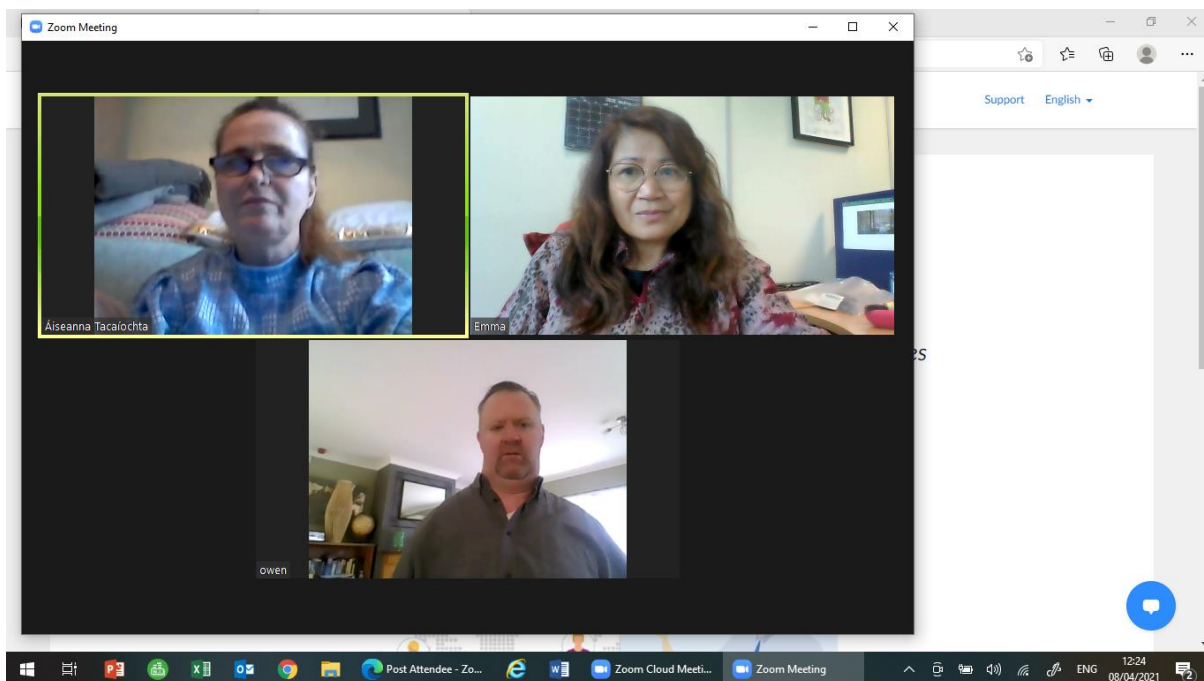 Zoom Meeting
Support English
Áiseanna Tacaíochta
Emma
es
owen
Post Attendee - Zo...
Zoom Cloud Meeti...
Zoom Meeting
ENG
12:24
08/04/2021
2